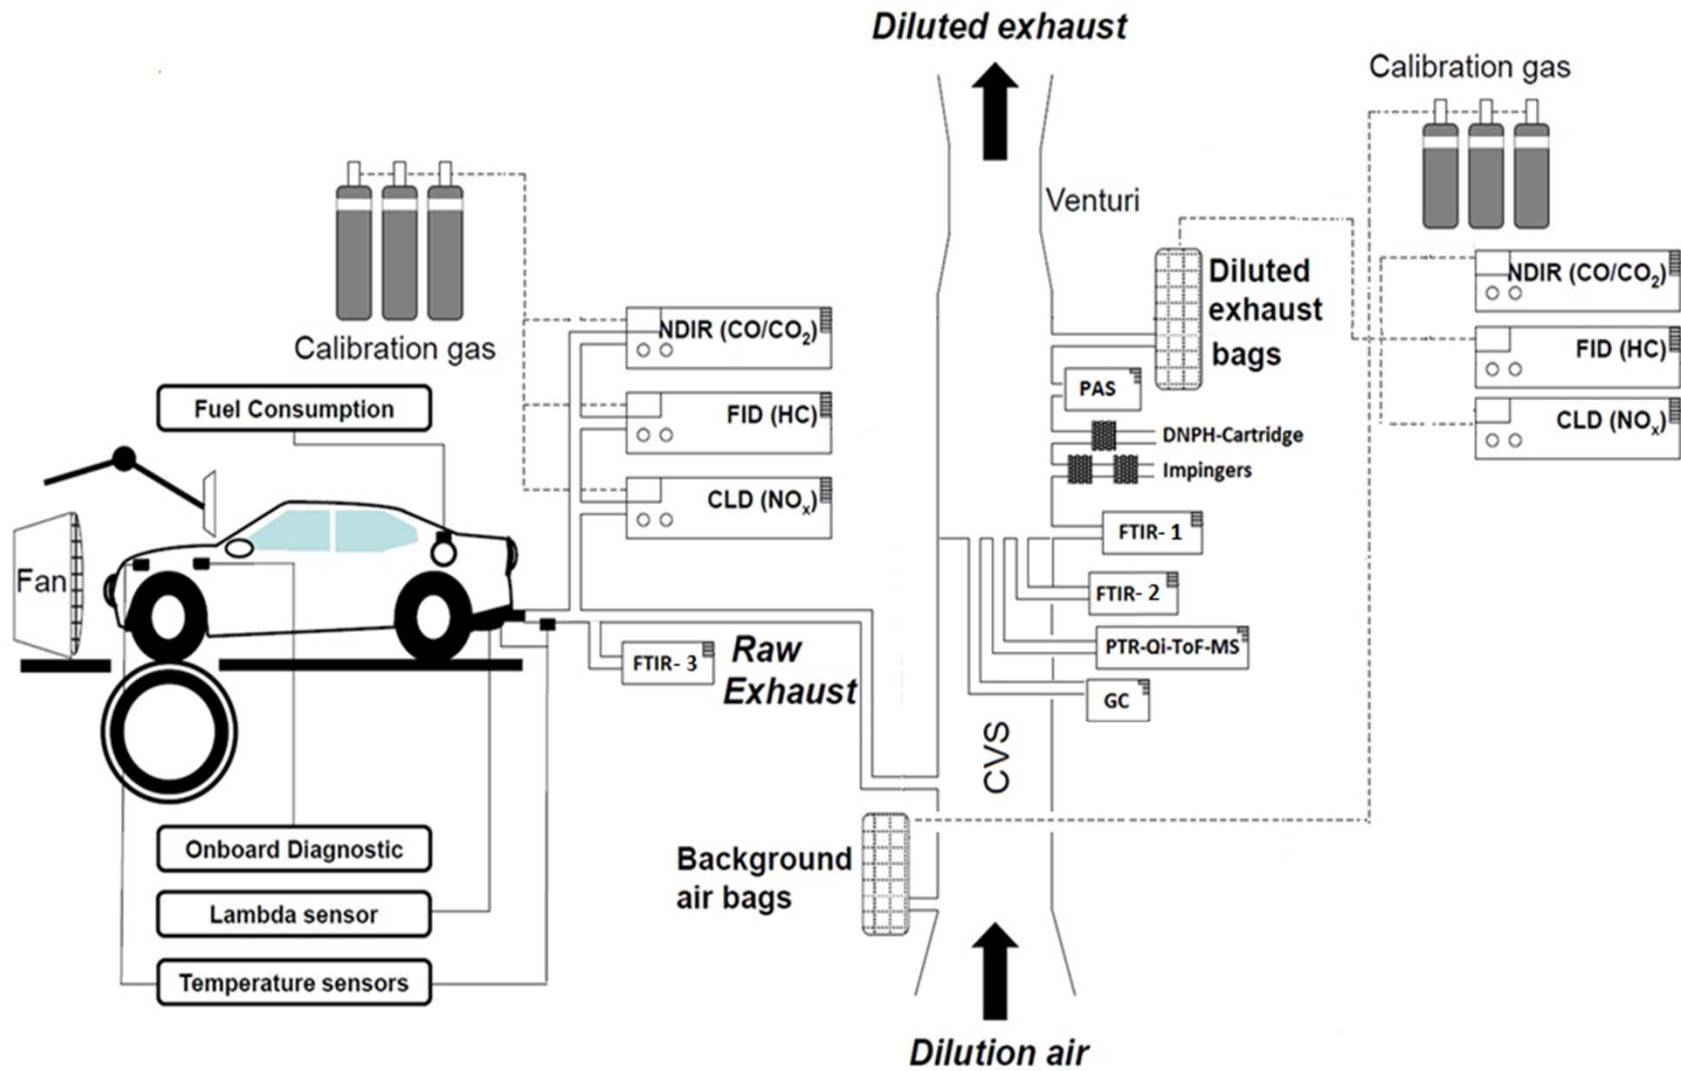 Diluted exhaust
Calibration gas
Venturi
Diluted
exhaust
bags
NDIR (CO/CO₂)
FID (HC)
CLD (NOₓ)
Calibration gas
NDIR (CO/CO₂)
FID (HC)
CLD (NOₓ)
PAS
DNPH-Cartridge
Impingers
FTIR- 1
FTIR- 2
PTR-Qi-ToF-MS
GC
CVS
Fuel Consumption
Fan
FTIR- 3
Raw
Exhaust
Onboard Diagnostic
Lambda sensor
Temperature sensors
Background
air bags
Dilution air